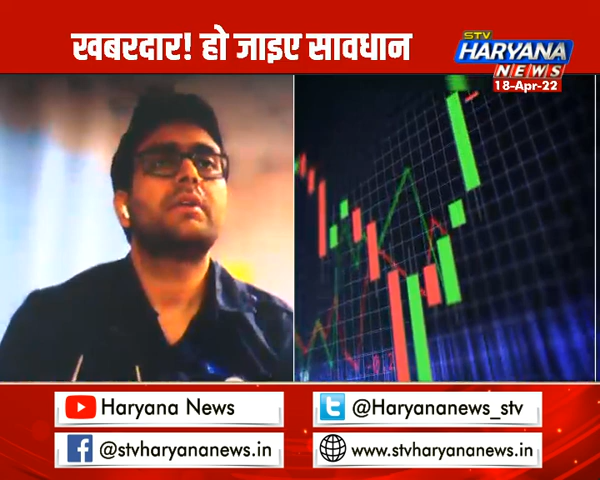 खबरदार! हो जाइए सावधान
STV
HARYANA
NEWS
18-Apr-22
Haryana News
@Haryananews_stv
@stvharyananews.in
www.stvharyananews.in